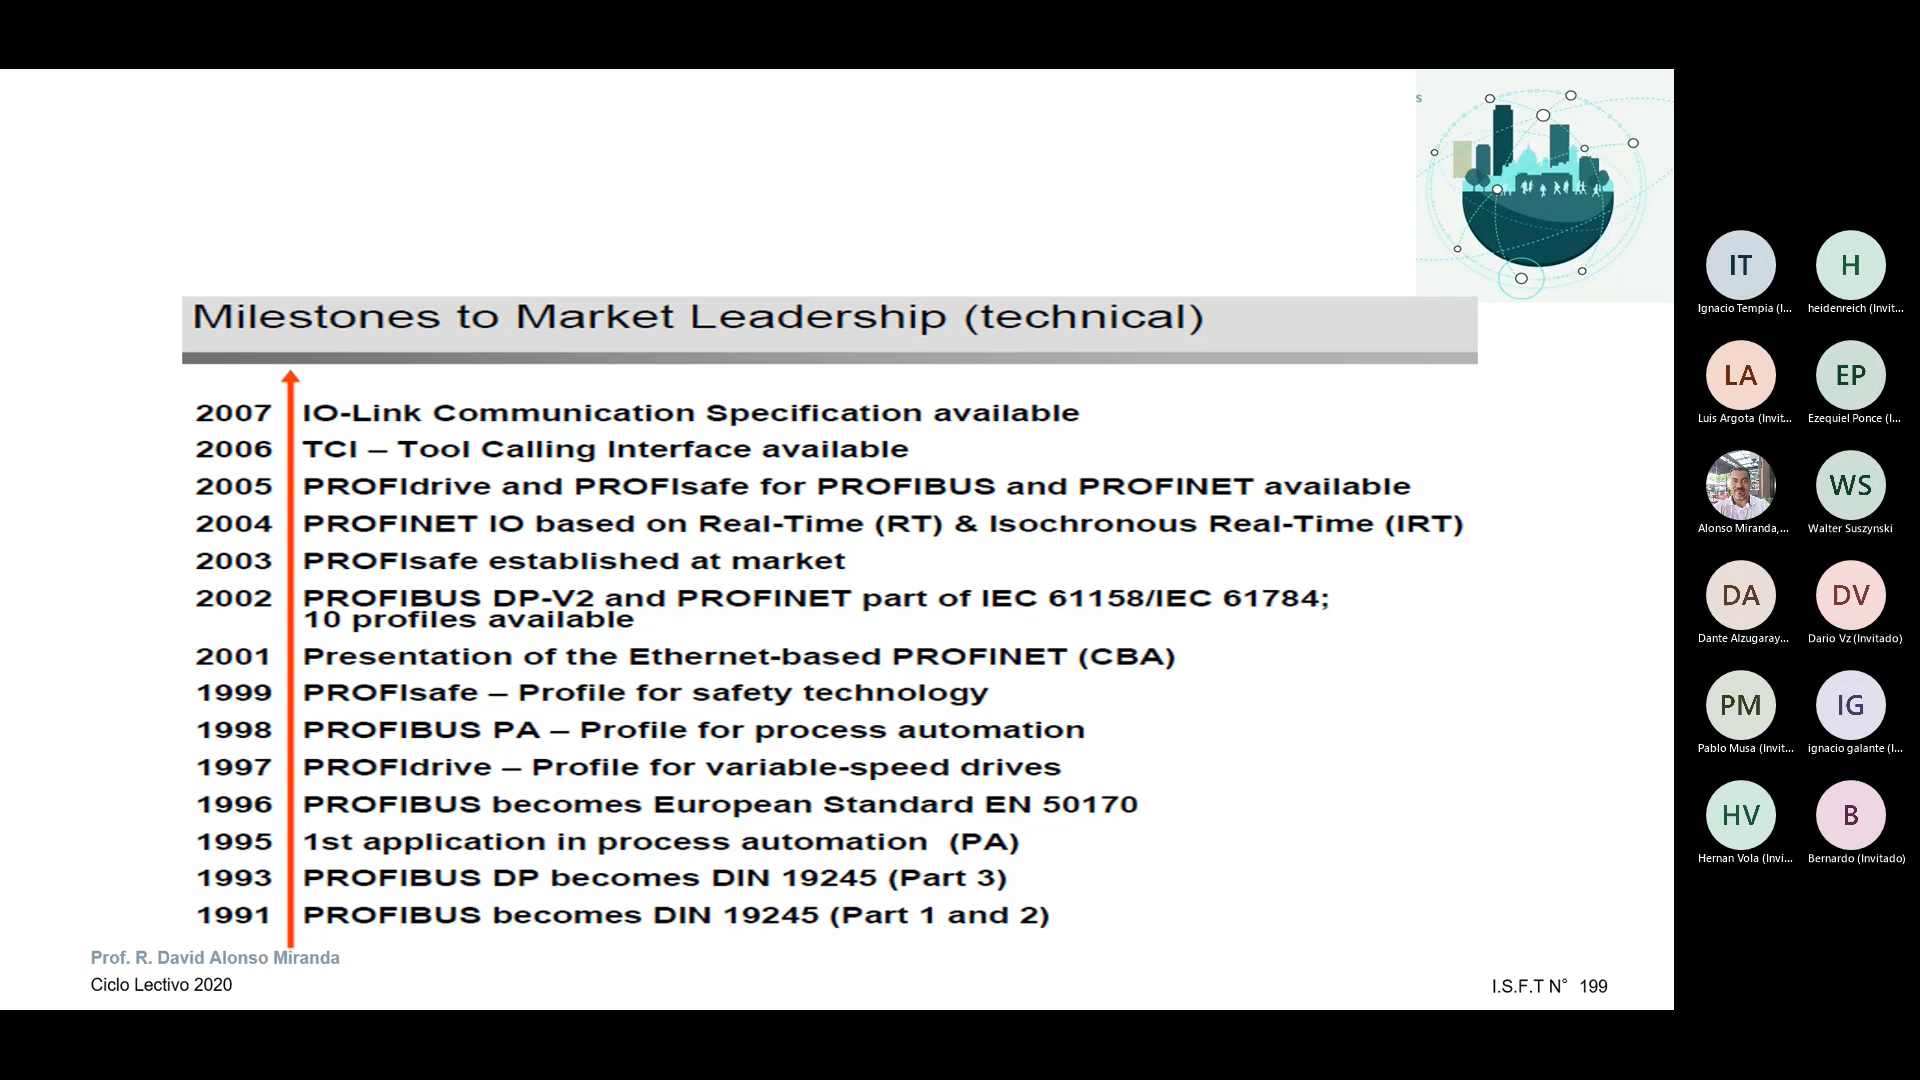 s
Milestones to Market Leadership (technical)
2007 IO-Link Communication Specification available
2006 TCI – Tool Calling Interface available
2005 PROFIdrive and PROFIsafe for PROFIBUS and PROFINET available
2004 PROFINET IO based on Real-Time (RT) & Isochronous Real-Time (IRT)
2003 PROFIsafe established at market
2002 PROFIBUS DP-V2 and PROFINET part of IEC 61158/IEC 61784;
10 profiles available
2001 Presentation of the Ethernet-based PROFINET (CBA)
1999 PROFIsafe – Profile for safety technology
1998 PROFIBUS PA – Profile for process automation
1997 PROFIdrive – Profile for variable-speed drives
1996 PROFIBUS becomes European Standard EN 50170
1995 1st application in process automation (PA)
1993 PROFIBUS DP becomes DIN 19245 (Part 3)
1991 PROFIBUS becomes DIN 19245 (Part 1 and 2)
Prof. R. David Alonso Miranda
Ciclo Lectivo 2020
I.S.F.T N° 199
IT H
Ignacio Tempia (I... heidenreich (Invit...
LA EP
Luis Argota (Invit... Ezequiel Ponce (I...
WS
Alonso Miranda,... Walter Suszynski
DA DV
Dante Alzugaray... Dario Vz (Invitado)
PM IG
Pablo Musa (Invit... ignacio galante (I...
HV B
Hernan Vola (Invi... Bernardo (Invitado)